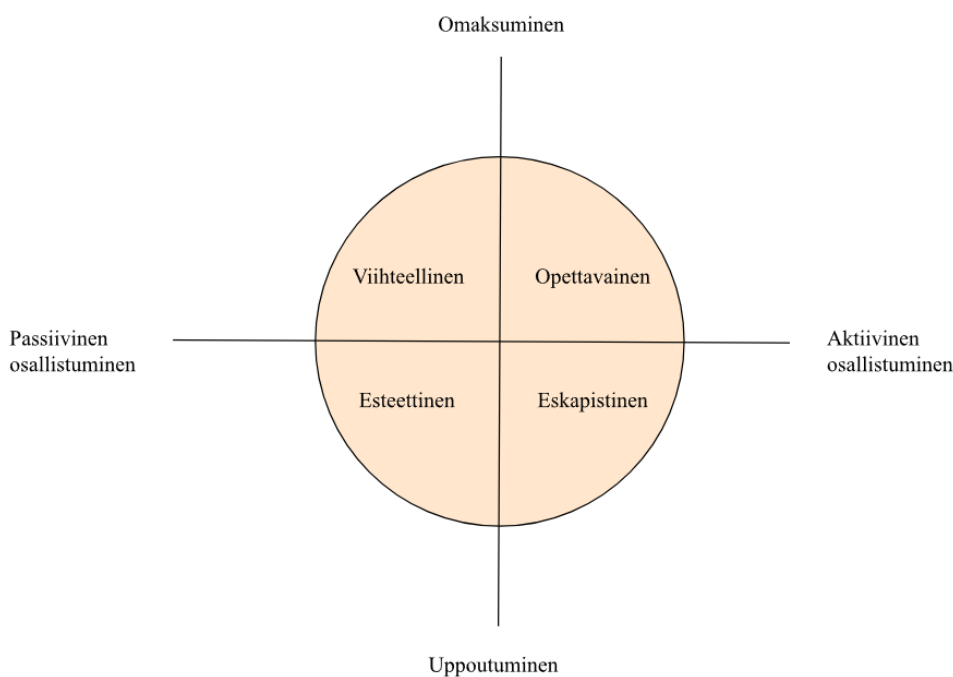 Omaksuminen
Viihteellinen
Opettavainen
Passiivinen
osallistuminen
Aktiivinen
osallistuminen
Esteettinen
Eskapistinen
Uppoutuminen